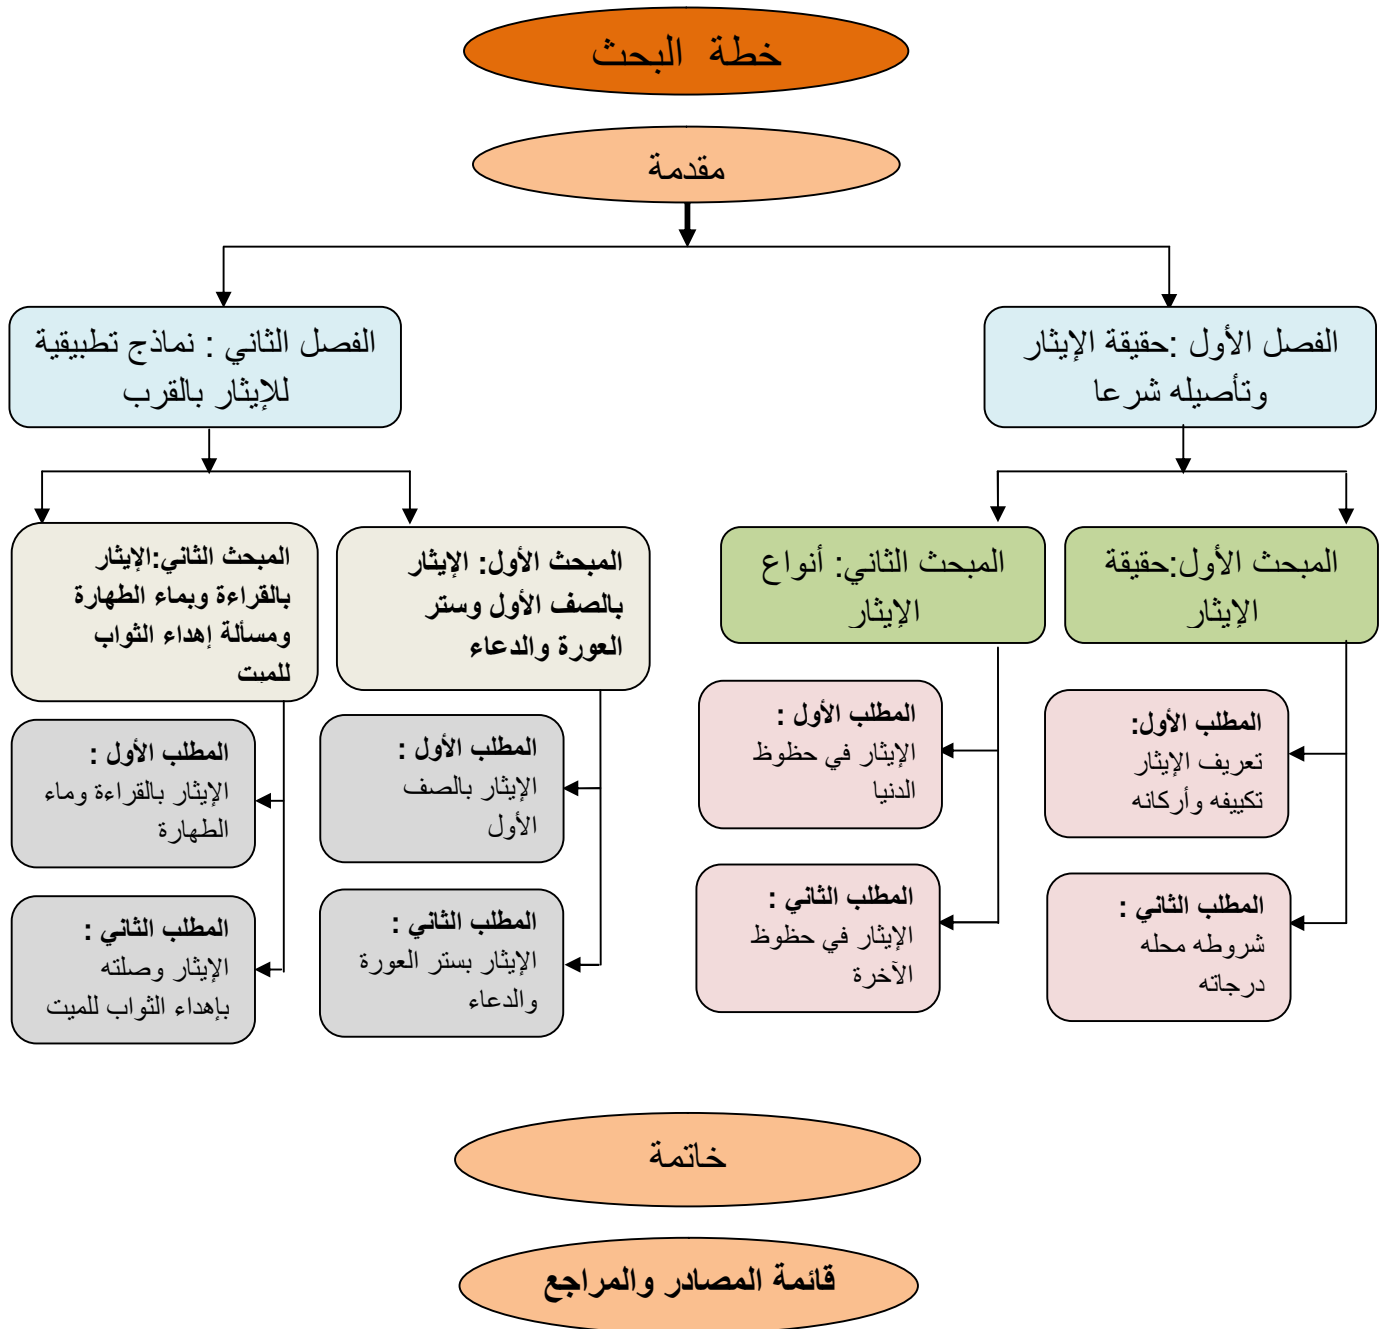 خطة البحث
مقدمة
الفصل الأول :حقيقة الإيثار
وتأصيله شرعا
الفصل الثاني : نماذج تطبيقية
للإيثار بالقرب
المبحث الأول:حقيقة
الإيثار
المبحث الثاني: أنواع
الإيثار
المبحث الأول: الإيثار
بالصف الأول وستر
العورة والدعاء
المبحث الثاني:الإيثار
بالقراءة وبماء الطهارة
ومسألة إهداء الثواب
للميت
المطلب الأول:
تعريف الإيثار
تكييفه وأركانه
المطلب الأول :
الإيثار في حظوظ
الدنيا
المطلب الأول :
الإيثار بالصف
الأول
المطلب الأول :
الإيثار بالقراءة وماء
الطهارة
المطلب الثاني :
شروطه محله
درجاته
المطلب الثاني :
الإيثار في حظوظ
الآخرة
المطلب الثاني :
الإيثار بستر العورة
والدعاء
المطلب الثاني :
الإيثار وصلته
بإهداء الثواب للميت
خاتمة
قائمة المصادر والمراجع